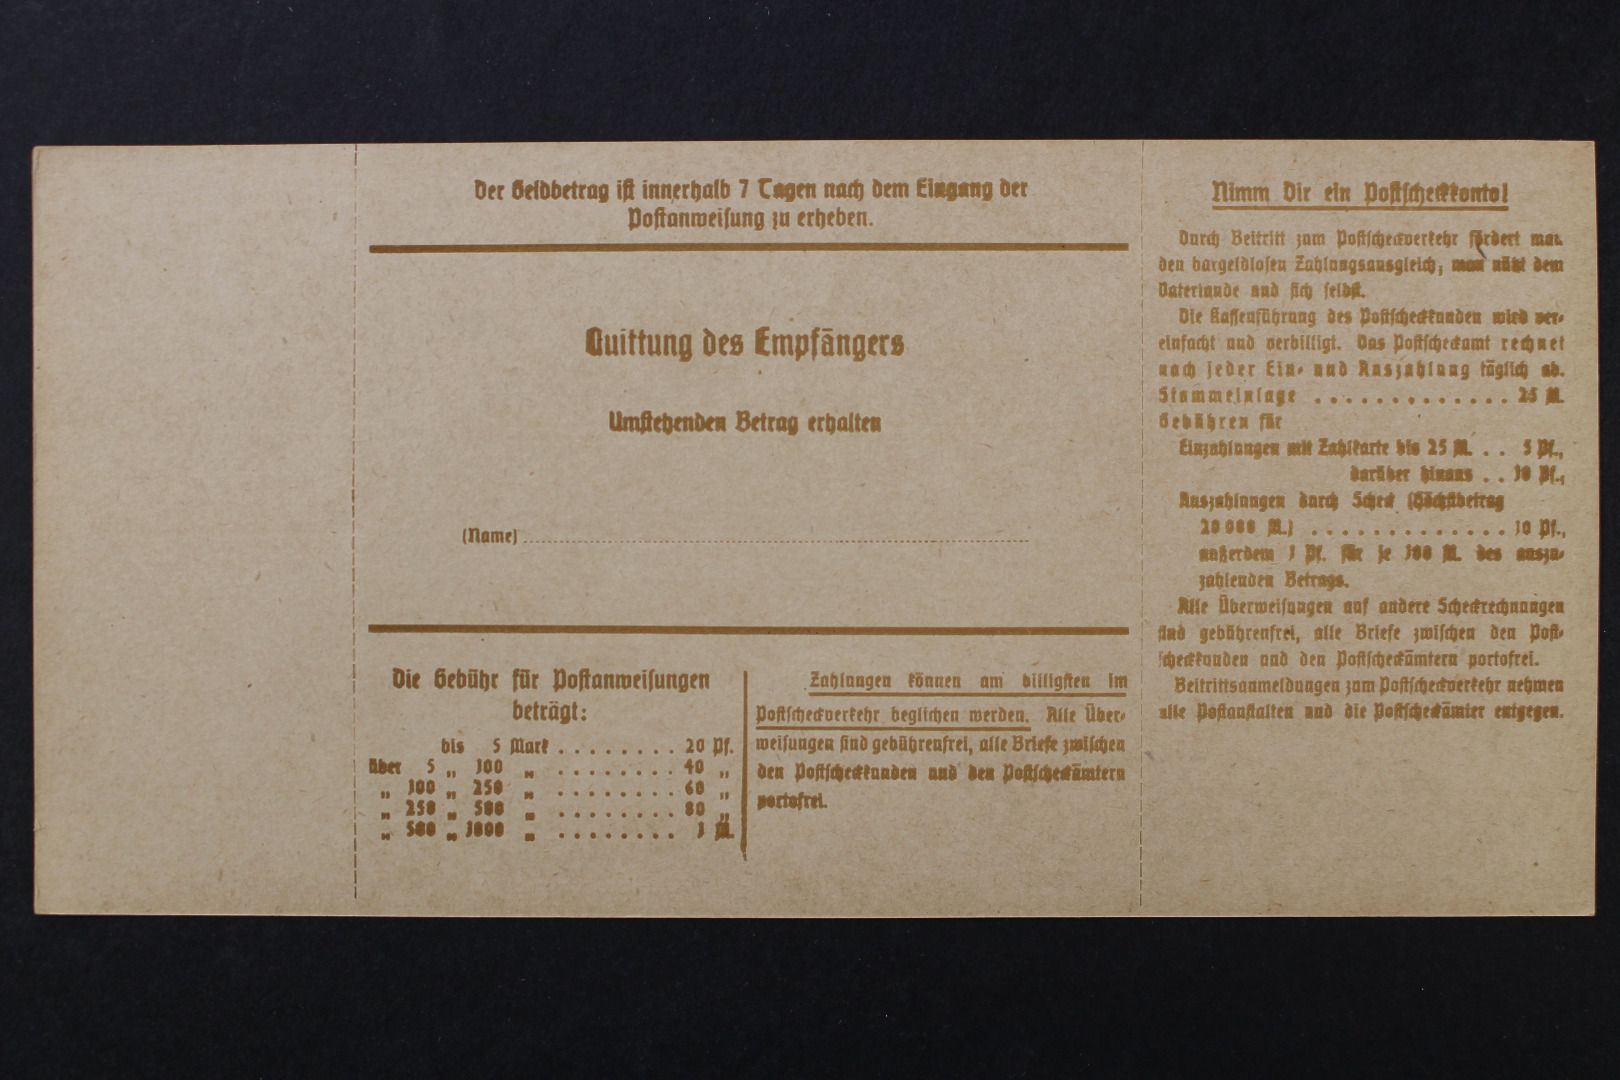 Der Geldbetrag ist innerhalb 7 Tagen nach dem Eingang der
Postanweisung zu erheben.
Quittung des Empfängers
Umstehenden Betrag erhalten
(Name)
Die Gebühr für Postanweisungen
beträgt:
bis 5 Mark . . . . . . . . 20 Pf.
über 5 „ 100 „ . . . . . . . . 40 „
„ 100 „ 250 „ . . . . . . . . 60 „
„ 250 „ 500 „ . . . . . . . . 80 „
„ 500 „ 1000 „ . . . . . . . . 1 M.
Zahlungen können am billigsten im
Postscheckverkehr beglichen werden. Alle Über-
weisungen sind gebührenfrei, alle Briefe zwischen
den Postscheckkunden und den Postscheckämtern
portofrei.
Nimm Dir ein Postscheckkonto!
Durch Beitritt zum Postscheckverkehr fördert man
den bargeldlosen Zahlungsausgleich; man nützt dem
Vaterlande und sich selbst.
Die Kassenführung des Postscheckkunden wird ver-
einfacht und verbilligt. Das Postscheckamt rechnet
nach jeder Ein- und Auszahlung täglich ab.
Stammeinlage . . . . . . . . . . . . . 25 M.
Gebühren für
Einzahlungen mit Zahlkarte bis 25 M. . . 5 Pf.,
darüber hinaus . . 10 Pf.,
Auszahlungen durch Scheck (Höchstbetrag
20 000 M.) . . . . . . . . . . . . . 10 Pf.,
außerdem 1 Pf. für je 100 M. des auszu-
zahlenden Betrags.
Alle Überweisungen auf andere Scheckrechnungen
sind gebührenfrei, alle Briefe zwischen den Post-
scheckkunden und den Postscheckämtern portofrei.
Beitrittsanmeldungen zum Postscheckverkehr nehmen
alle Postanstalten und die Postscheckämter entgegen.